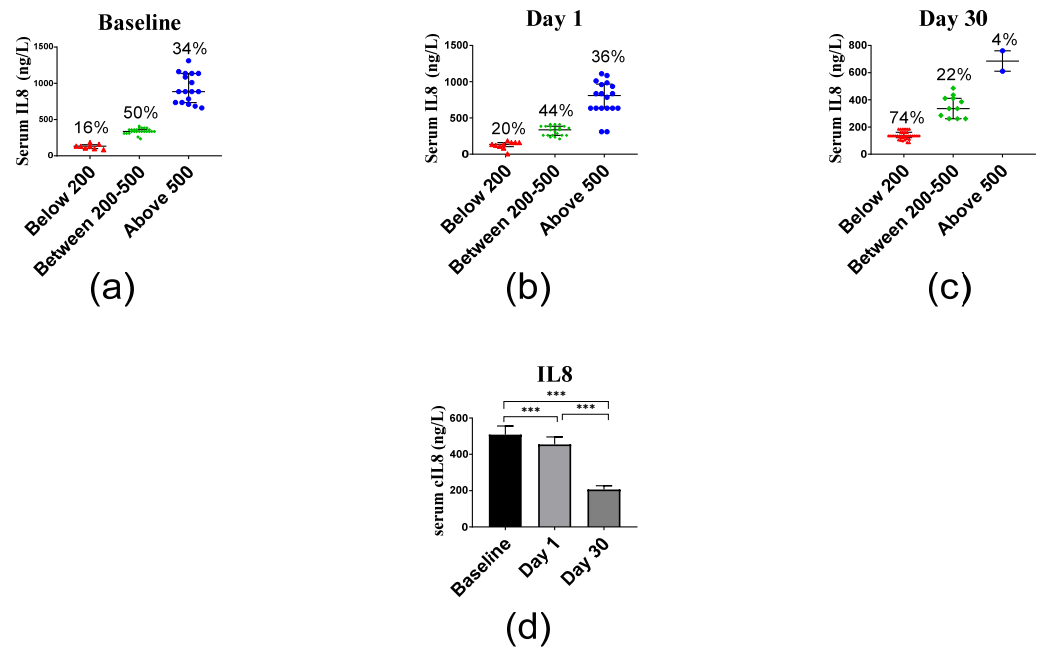 Baseline
Serum IL8 (ng/L)
1500
1000
500
0
16%
50%
34%
Below 200
Between 200-500
Above 500
(a)
Day 1
Serum IL8 (ng/L)
1500
1000
500
0
20%
44%
36%
Below 200
Between 200-500
Above 500
(b)
Day 30
Serum IL8 (ng/L)
800
600
400
200
0
74%
22%
4%
Below 200
Between 200-500
Above 500
(c)
IL8
serum cIL8 (ng/L)
600
400
200
0
***
***
***
Baseline
Day 1
Day 30
(d)